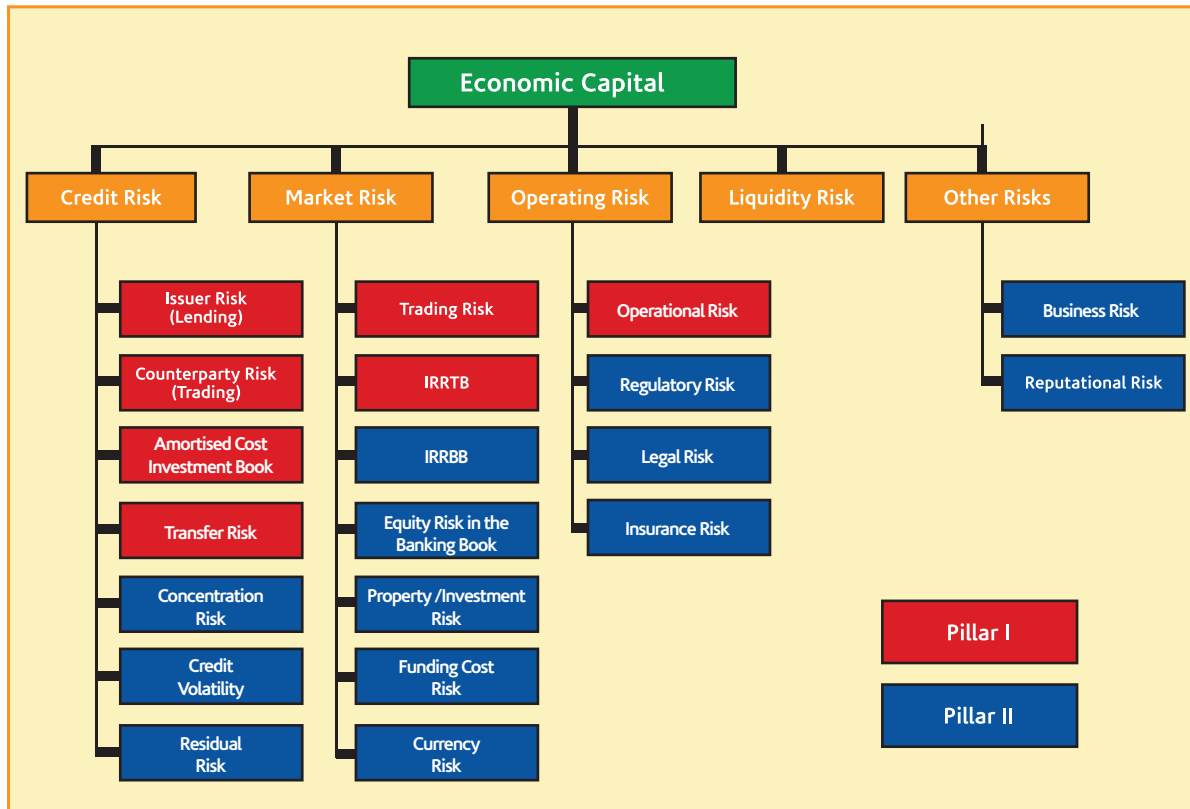 Economic Capital
Credit Risk
Market Risk
Operating Risk
Liquidity Risk
Other Risks
Issuer Risk
(Lending)
Counterparty Risk
(Trading)
Amortised Cost
Investment Book
Transfer Risk
Concentration
Risk
Credit
Volatility
Residual
Risk
Trading Risk
IRRTB
IRRBB
Equity Risk in the
Banking Book
Property /Investment
Risk
Funding Cost
Risk
Currency
Risk
Operational Risk
Regulatory Risk
Legal Risk
Insurance Risk
Business Risk
Reputational Risk
Pillar I
Pillar II